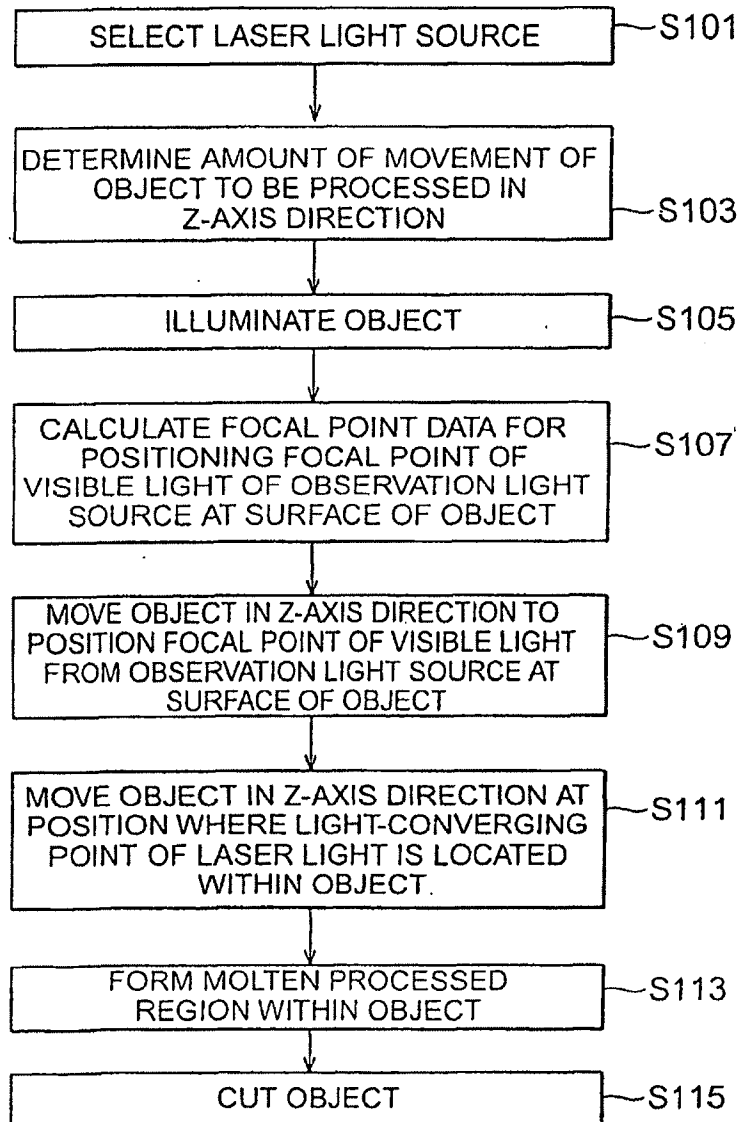 SELECT LASER LIGHT SOURCE
S101
DETERMINE AMOUNT OF MOVEMENT OF
OBJECT TO BE PROCESSED IN
Z-AXIS DIRECTION
S103
ILLUMINATE OBJECT
S105
CALCULATE FOCAL POINT DATA FOR
POSITIONING FOCAL POINT OF
VISIBLE LIGHT OF OBSERVATION LIGHT
SOURCE AT SURFACE OF OBJECT
S107
MOVE OBJECT IN Z-AXIS DIRECTION TO
POSITION FOCAL POINT OF VISIBLE LIGHT
FROM OBSERVATION LIGHT SOURCE AT
SURFACE OF OBJECT
S109
MOVE OBJECT IN Z-AXIS DIRECTION AT
POSITION WHERE LIGHT-CONVERGING
POINT OF LASER LIGHT IS LOCATED
WITHIN OBJECT.
S111
FORM MOLTEN PROCESSED
REGION WITHIN OBJECT
S113
CUT OBJECT
S115